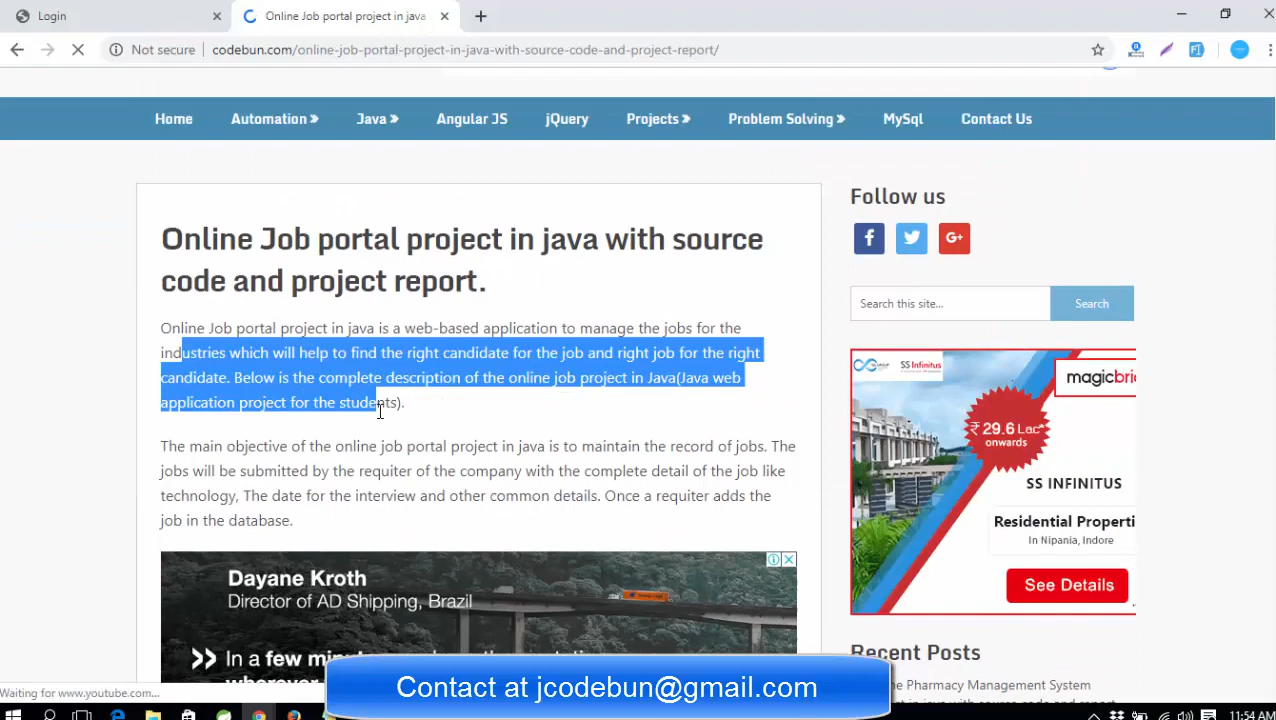 Login
Online Job portal project in java
Not secure
codebun.com/online-job-portal-project-in-java-with-source-code-and-project-report/
Home
Automation
Java
Angular JS
jQuery
Projects
Problem Solving
MySql
Contact Us
Online Job portal project in java with source
code and project report.
Online Job portal project in java is a web-based application to manage the jobs for the
industries which will help to find the right candidate for the job and right job for the right
candidate. Below is the complete description of the online job project in Java(Java web
application project for the students).
The main objective of the online job portal project in java is to maintain the record of jobs. The
jobs will be submitted by the requiter of the company with the complete detail of the job like
technology, The date for the interview and other common details. Once a requiter adds the
job in the database.
Dayane Kroth
Director of AD Shipping, Brazil
In a few
Follow us
Search this site...
Search
SS Infinitus
₹ 29.6 Lac*
onwards
SS INFINITUS
Residential Properti
In Nipania, Indore
See Details
Recent Posts
Pharmacy Management System
Waiting for www.youtube.com...
Contact at jcodebun@gmail.com
11:54 AM